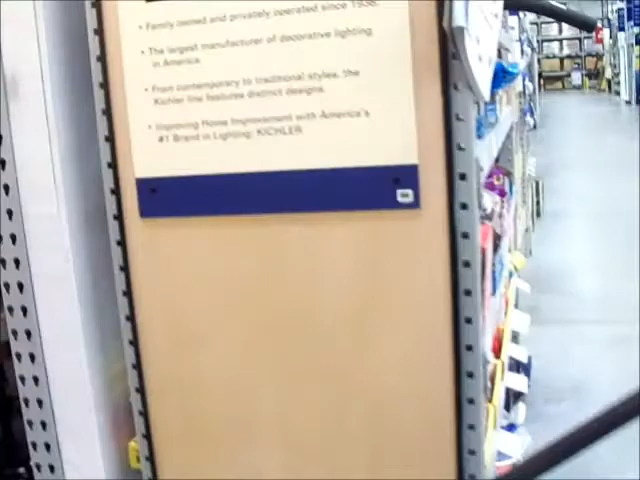 • Family owned and privately operated since 1938.
• The largest manufacturer of decorative lighting
in America.
• From contemporary to traditional styles, the
Kichler line features distinct designs.
• Improving Home Improvement with America's
#1 Brand in Lighting: KICHLER